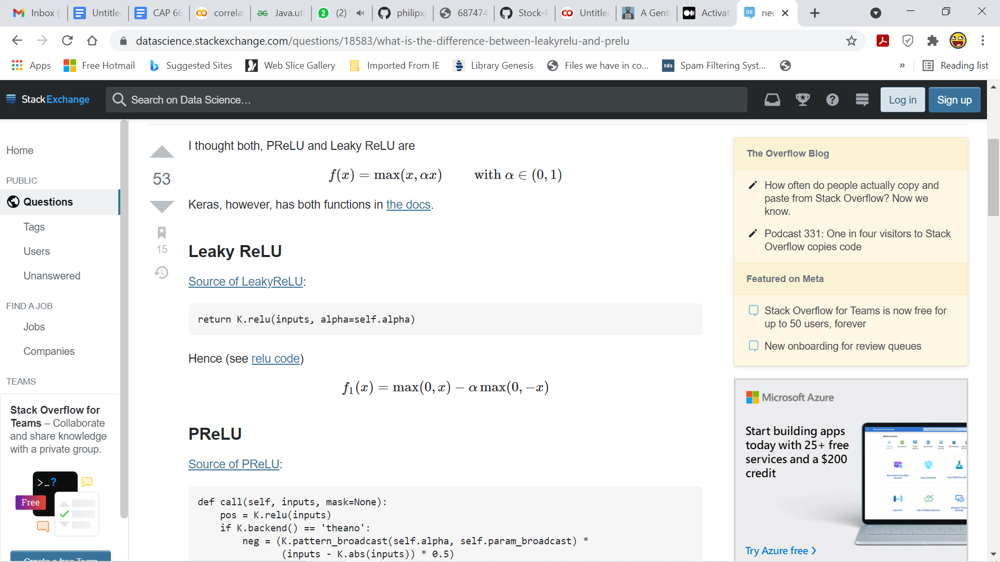 Inbox (
Untitle
CAP 66
correla
Java.uti
(2)
philipxj
687474
Stock-P
Untitle
A Gent
Activat
neu
datascience.stackexchange.com/questions/18583/what-is-the-difference-between-leakyrelu-and-prelu
Apps
Free Hotmail
Suggested Sites
Web Slice Gallery
Imported From IE
Library Genesis
Files we have in co...
tds
Spam Filtering Syst...
»
Reading list
StackExchange
Search on Data Science…
Log in
Sign up
Home
PUBLIC
Questions
Tags
Users
Unanswered
FIND A JOB
Jobs
Companies
TEAMS
Stack Overflow for
Teams – Collaborate
and share knowledge
with a private group.
>_?
Free
Create a free Team
53
15
I thought both, PReLU and Leaky ReLU are
f(x) = max(x, αx) with α ∈ (0, 1)
Keras, however, has both functions in the docs.
Leaky ReLU
Source of LeakyReLU:
return K.relu(inputs, alpha=self.alpha)
Hence (see relu code)
f₁(x) = max(0, x) − α max(0, −x)
PReLU
Source of PReLU:
def call(self, inputs, mask=None):
    pos = K.relu(inputs)
    if K.backend() == 'theano':
        neg = (K.pattern_broadcast(self.alpha, self.param_broadcast) *
               (inputs - K.abs(inputs)) * 0.5)
The Overflow Blog
How often do people actually copy and
paste from Stack Overflow? Now we
know.
Podcast 331: One in four visitors to Stack
Overflow copies code
Featured on Meta
Stack Overflow for Teams is now free for
up to 50 users, forever
New onboarding for review queues
Microsoft Azure
Start building apps
today with 25+ free
services and a $200
credit
Try Azure free >